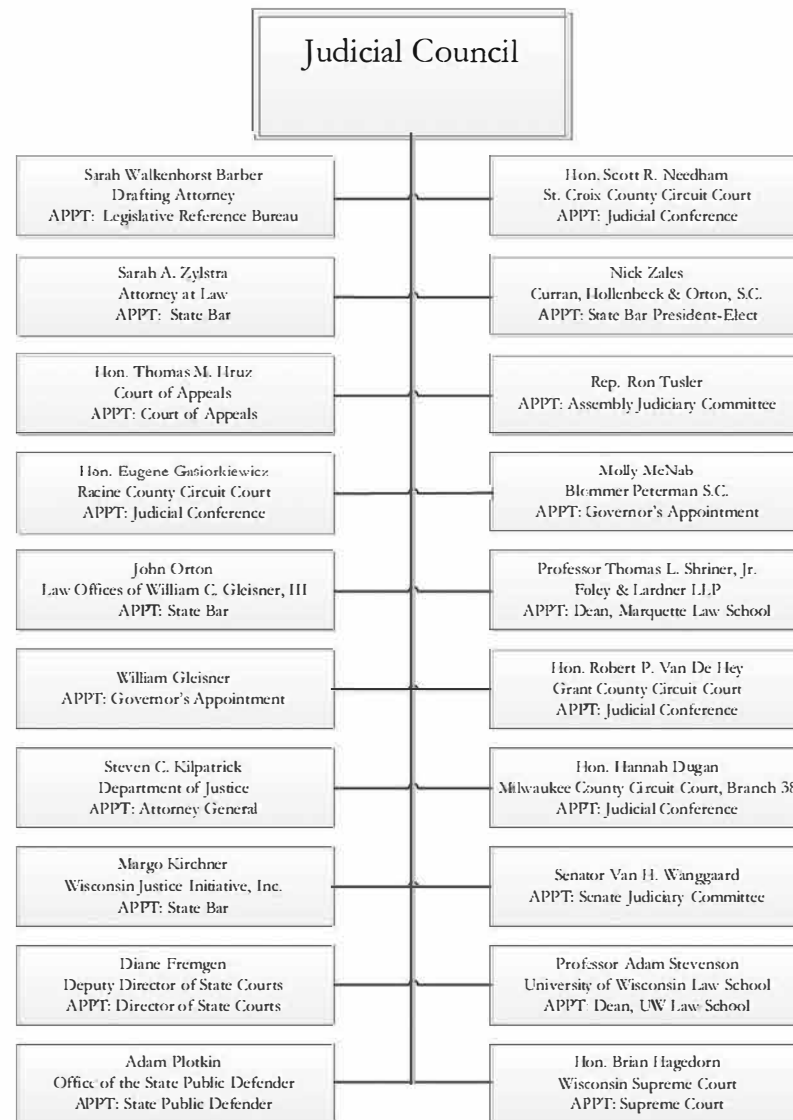 Judicial Council
Sarah Walkenhorst Barber
Drafting Attorney
APPT: Legislative Reference Bureau
Hon. Scott R. Needham
St. Croix County Circuit Court
APPT: Judicial Conference
Sarah A. Zylstra
Attorney at Law
APPT: State Bar
Nick Zales
Curran, Hollenbeck & Orton, S.C.
APPT: State Bar President-Elect
Hon. Thomas M. Hruz
Court of Appeals
APPT: Court of Appeals
Rep. Ron Tusler
APPT: Assembly Judiciary Committee
Hon. Eugene Gasiorkiewicz
Racine County Circuit Court
APPT: Judicial Conference
Molly McNab
Blommer Peterman S.C.
APPT: Governor's Appointment
John Orton
Law Offices of William C. Gleisner, III
APPT: State Bar
Professor Thomas L. Shriner, Jr.
Foley & Lardner LLP
APPT: Dean, Marquette Law School
William Gleisner
APPT: Governor's Appointment
Hon. Robert P. Van De Hey
Grant County Circuit Court
APPT: Judicial Conference
Steven C. Kilpatrick
Department of Justice
APPT: Attorney General
Hon. Hannah Dugan
Milwaukee County Circuit Court, Branch 38
APPT: Judicial Conference
Margo Kirchner
Wisconsin Justice Initiative, Inc.
APPT: State Bar
Senator Van H. Wanggaard
APPT: Senate Judiciary Committee
Diane Fremgen
Deputy Director of State Courts
APPT: Director of State Courts
Professor Adam Stevenson
University of Wisconsin Law School
APPT: Dean, UW Law School
Adam Plotkin
Office of the State Public Defender
APPT: State Public Defender
Hon. Brian Hagedorn
Wisconsin Supreme Court
APPT: Supreme Court